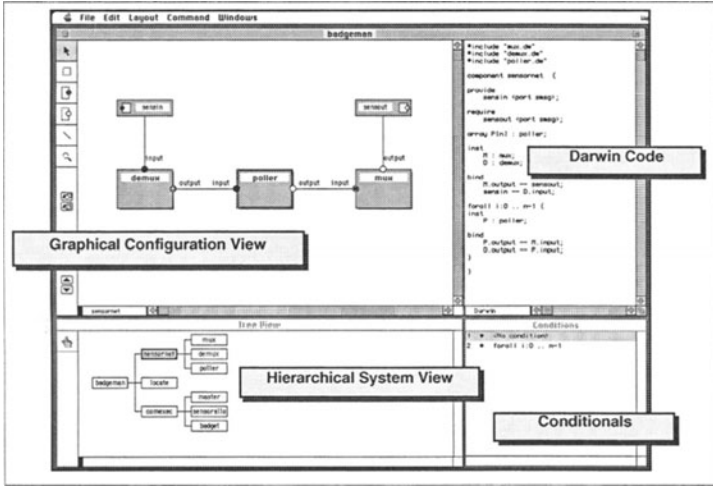 File Edit Layout Command Windows
badgeman
sensin
sensout
input
output
demux
output
input
poller
output
input
mux
Graphical Configuration View
sensornet
#include "mux.dw"
#include "demux.dw"
#include "poller.dw"
component sensornet {
provide
sensin <port smsg>;
require
sensout <port smsg>;
array P[n] : poller;
inst
M : mux;
D : demux;
bind
M.output -- sensout;
sensin -- D.input;
forall i:0 .. n-1 {
inst
P : poller;
bind
P.output -- M.input;
D.output -- P.input;
}
}
Darwin Code
Darwin
Tree View
badgeman
sensornet
locate
comexec
mux
demux
poller
master
badget
Hierarchical System View
Conditions
1 <No condition>
2 forall i:0 .. n-1
Conditionals